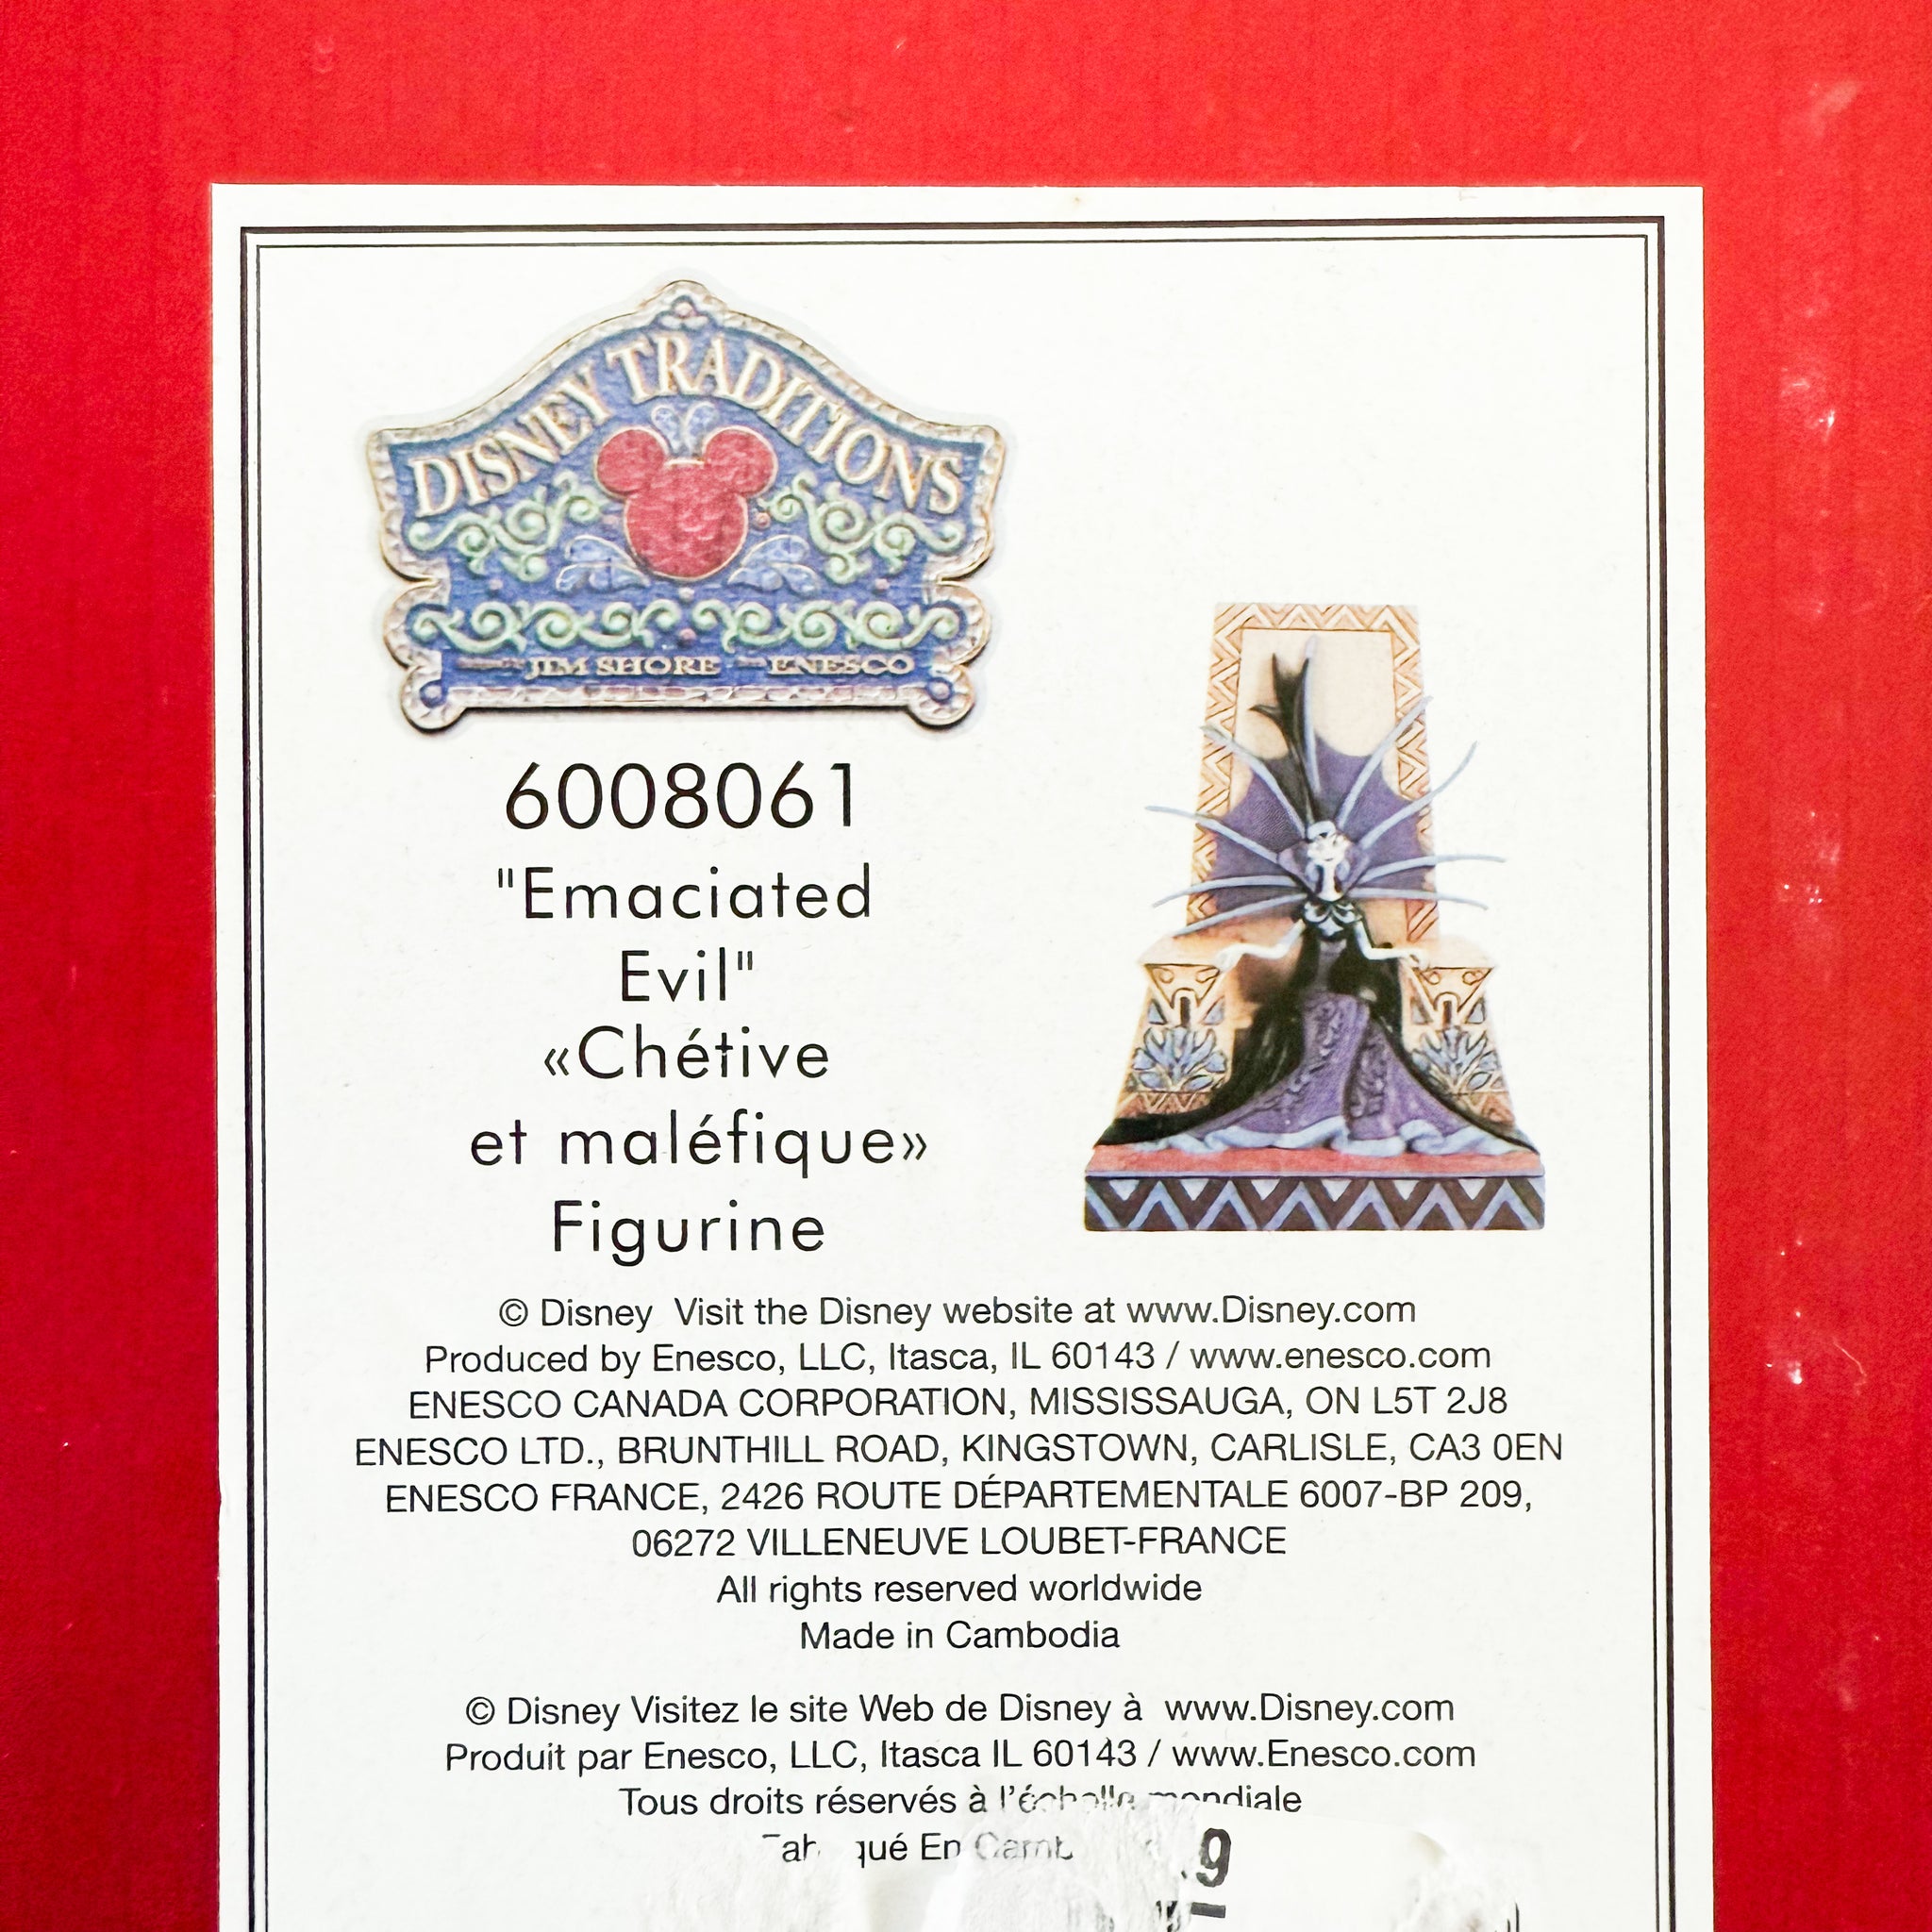 DISNEY TRADITIONS
JIM SHORE ENESCO
6008061
"Emaciated
Evil"
«Chétive
et maléfique»
Figurine
© Disney Visit the Disney website at www.Disney.com
Produced by Enesco, LLC, Itasca, IL 60143 / www.enesco.com
ENESCO CANADA CORPORATION, MISSISSAUGA, ON L5T 2J8
ENESCO LTD., BRUNTHILL ROAD, KINGSTOWN, CARLISLE, CA3 0EN
ENESCO FRANCE, 2426 ROUTE DÉPARTEMENTALE 6007-BP 209,
06272 VILLENEUVE LOUBET-FRANCE
All rights reserved worldwide
Made in Cambodia
© Disney Visitez le site Web de Disney à www.Disney.com
Produit par Enesco, LLC, Itasca IL 60143 / www.Enesco.com
Tous droits réservés à l'échelle mondiale
En